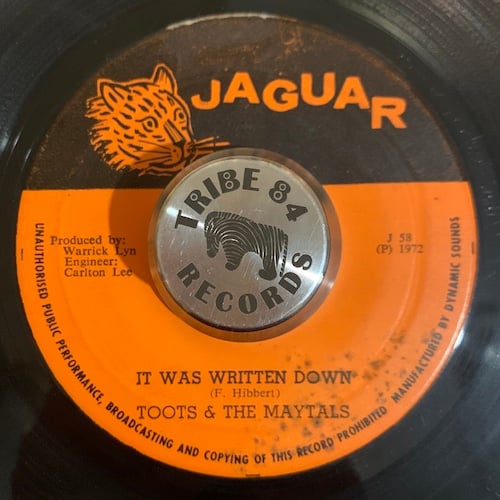 JAGUAR
TRIBE 84
RECORDS
Produced by:
Warrick Lyn
Engineer:
Carlton Lee
J 58
(P) 1972
IT WAS WRITTEN DOWN
(F. Hibbert)
TOOTS & THE MAYTALS
UNAUTHORISED PUBLIC PERFORMANCE, BROADCASTING AND COPYING OF THIS RECORD PROHIBITED MANUFACTURED BY DYNAMIC SOUNDS